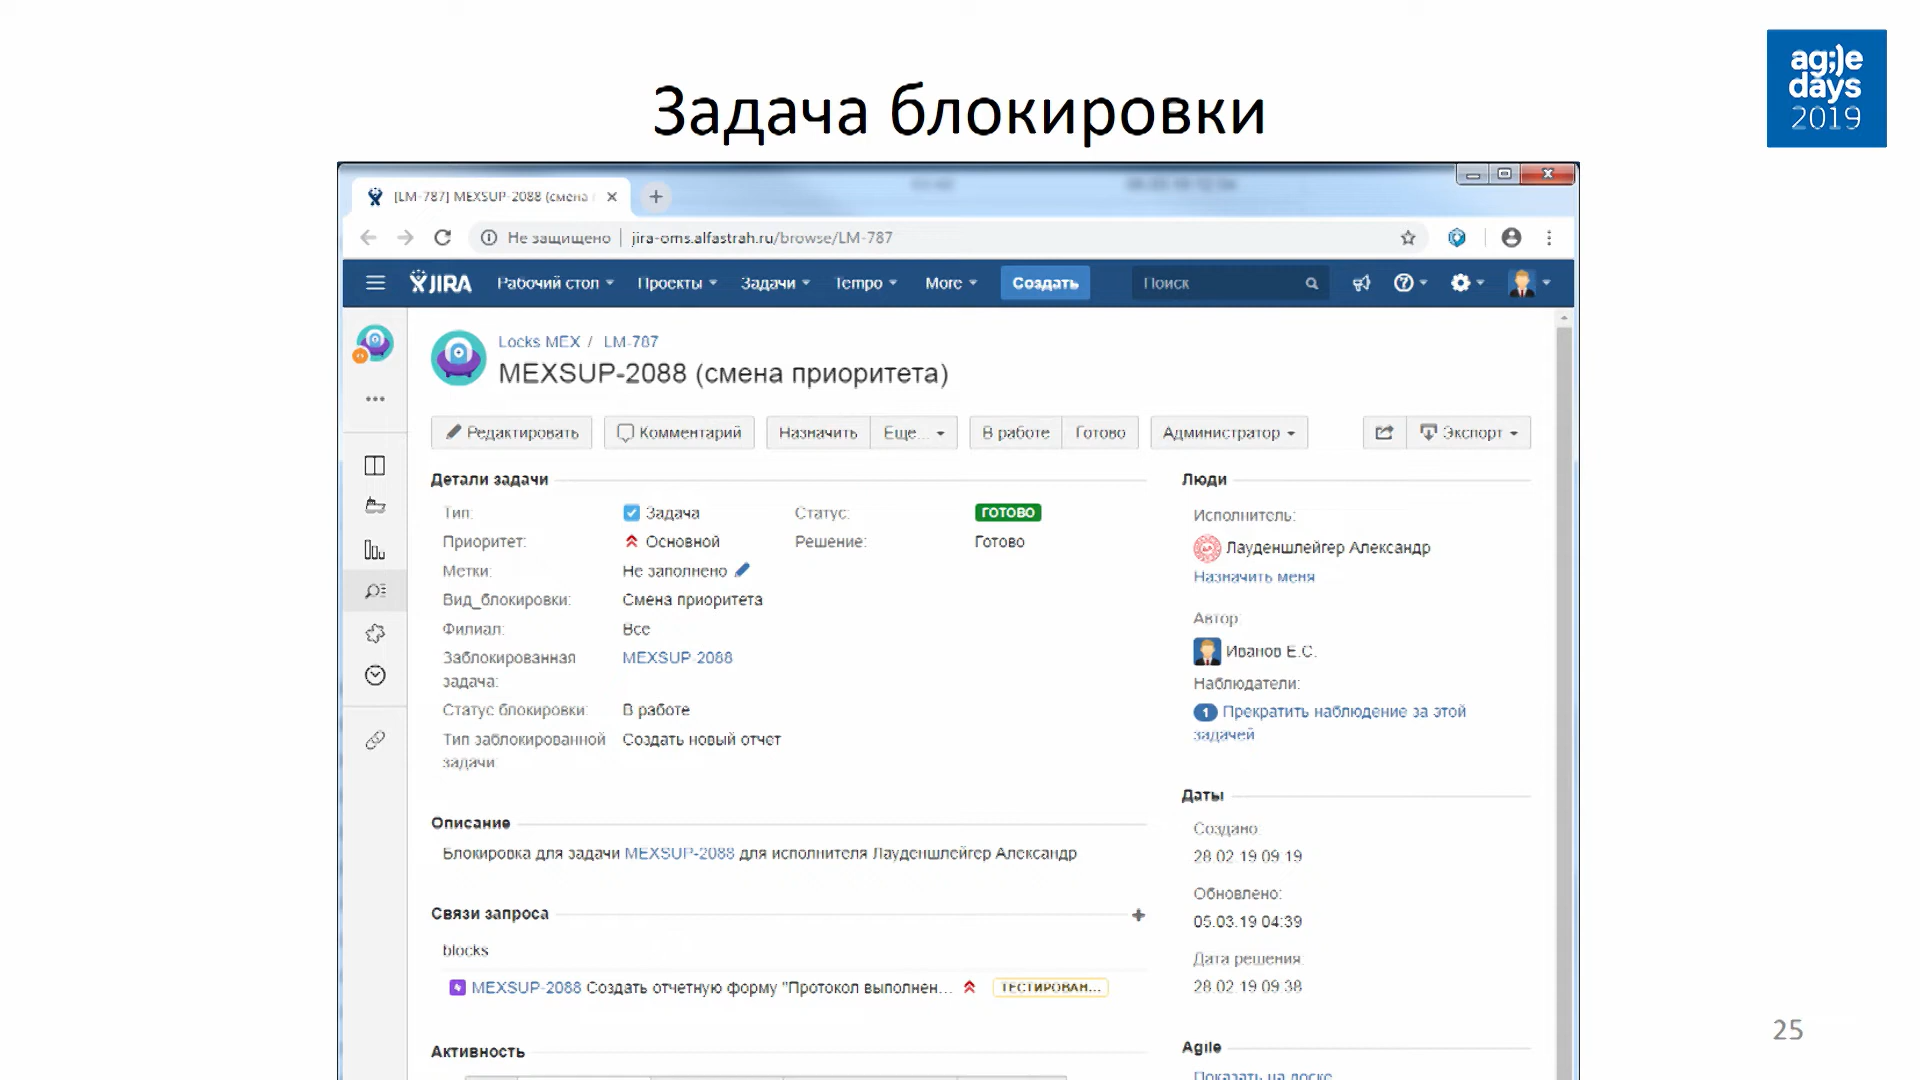 Задача блокировки
ag;le
days
2019
[LM-787] MEXSUP-2088 (смена
Не защищено | jira-oms.alfastrah.ru/browse/LM-787
JIRA Рабочий стол Проекты Задачи Tempo More Создать Поиск
Locks MEX / LM-787
MEXSUP-2088 (смена приоритета)
Редактировать Комментарий Назначить Еще... В работе Готово Администратор Экспорт
Детали задачи
Тип: Задача Статус: ГОТОВО
Приоритет: Основной Решение: Готово
Метки: Не заполнено
Вид_блокировки: Смена приоритета
Филиал: Все
Заблокированная задача: MEXSUP-2088
Статус блокировки: В работе
Тип заблокированной задачи: Создать новый отчет
Описание
Блокировка для задачи MEXSUP-2088 для исполнителя Лауденшлейгер Александр
Связи запроса
blocks
MEXSUP-2088 Создать отчетную форму "Протокол выполнен... ТЕСТИРОВАН...
Активность
Люди
Исполнитель:
Лауденшлейгер Александр
Назначить меня
Автор:
Иванов Е.С.
Наблюдатели:
1 Прекратить наблюдение за этой
задачей
Даты
Создано:
28.02.19 09:19
Обновлено:
05.03.19 04:39
Дата решения:
28.02.19 09:38
Agile
Показать на доске
25